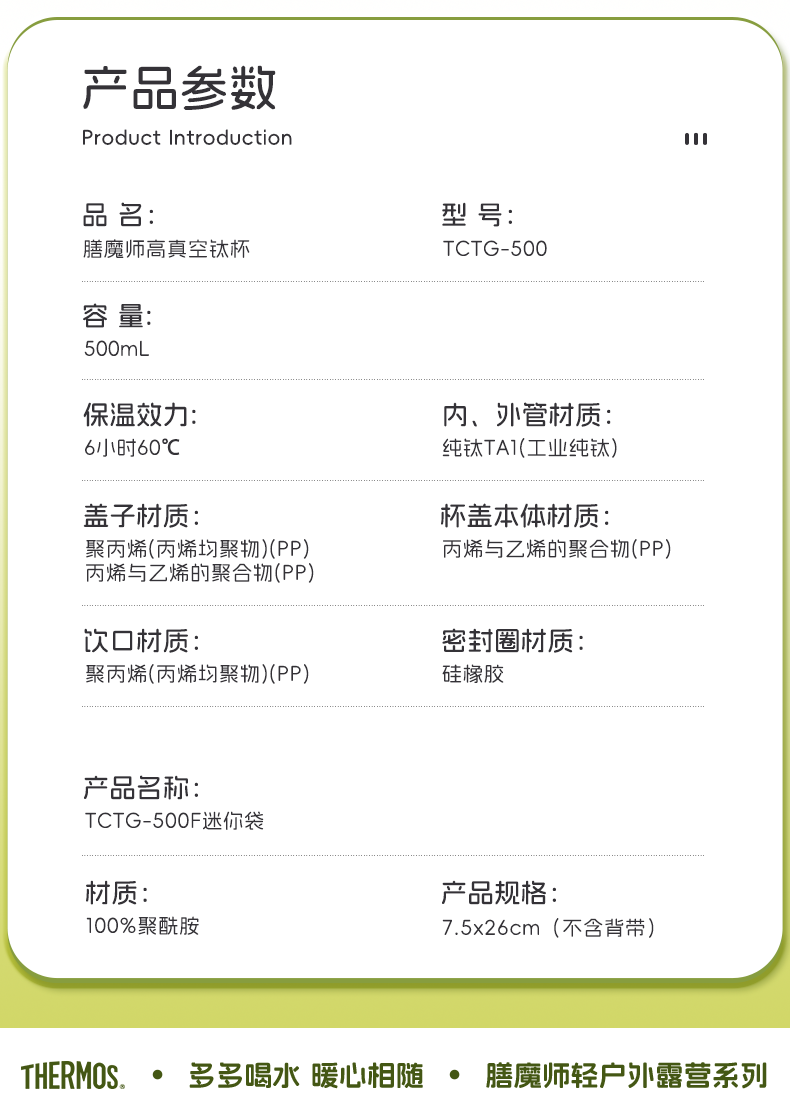 产品参数
Product Introduction
品 名:
膳魔师高真空钛杯
型 号:
TCTG-500
容 量:
500mL
保温效力:
6小时60℃
内、外管材质:
纯钛TA1(工业纯钛)
盖子材质:
聚丙烯(丙烯均聚物)(PP)
丙烯与乙烯的聚合物(PP)
杯盖本体材质:
丙烯与乙烯的聚合物(PP)
饮口材质:
聚丙烯(丙烯均聚物)(PP)
密封圈材质:
硅橡胶
产品名称:
TCTG-500F迷你袋
材质:
100%聚酰胺
产品规格:
7.5x26cm（不含背带）
THERMOS. • 多多喝水 暖心相随 • 膳魔师轻户外露营系列